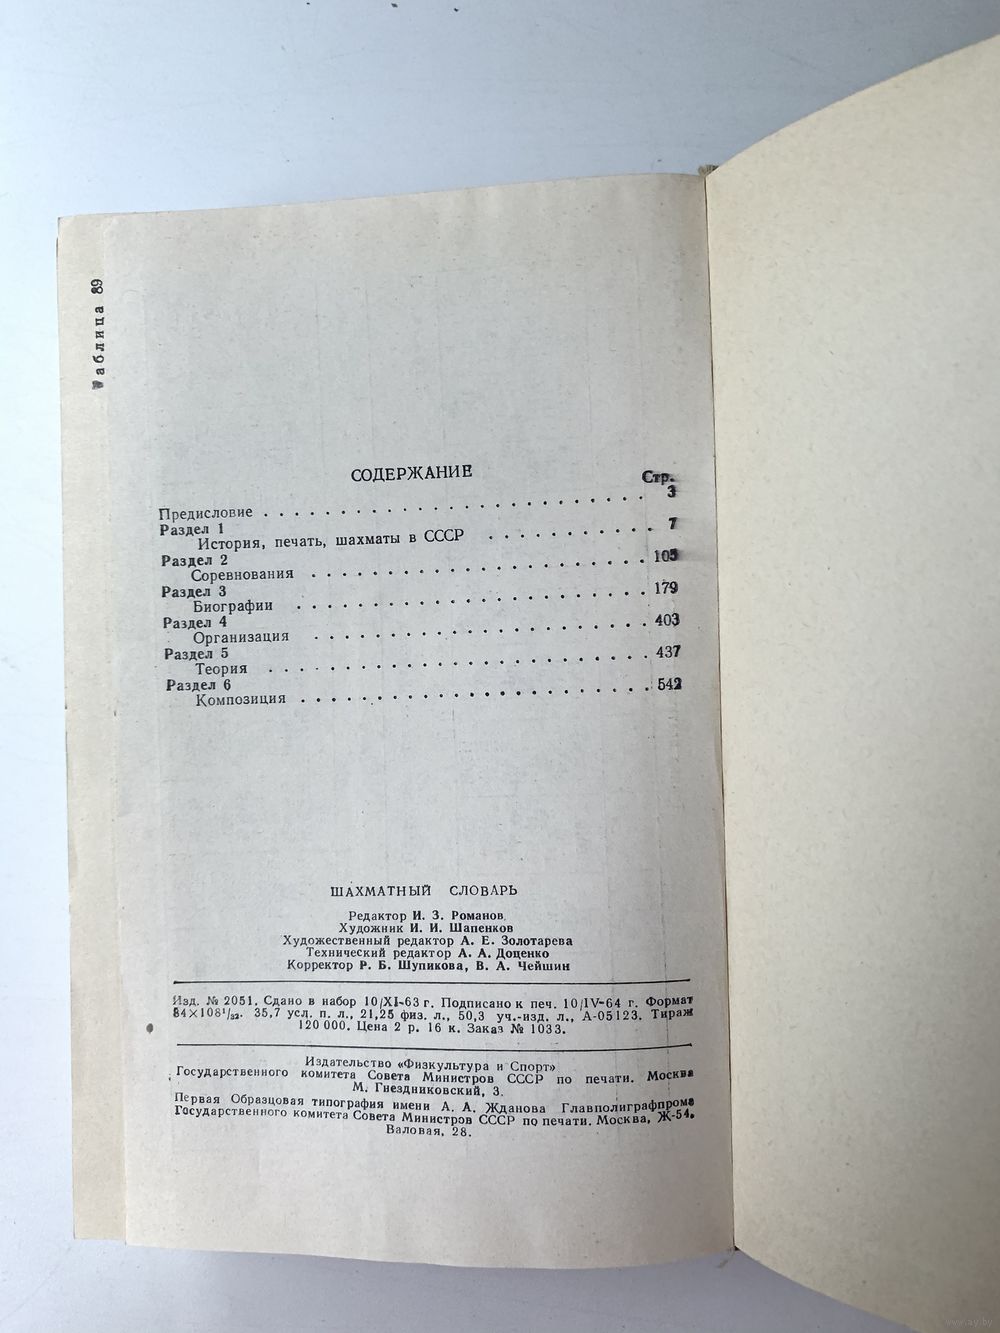 Таблица 89
СОДЕРЖАНИЕ
Стр.
Предисловие . . . . . . . . . . . . . . . . . . . . 3
Раздел 1
История, печать, шахматы в СССР . . . . . . . . . . 7
Раздел 2
Соревнования . . . . . . . . . . . . . . . . . . 105
Раздел 3
Биографии . . . . . . . . . . . . . . . . . . 179
Раздел 4
Организация . . . . . . . . . . . . . . . . . . 403
Раздел 5
Теория . . . . . . . . . . . . . . . . . . . . 437
Раздел 6
Композиция . . . . . . . . . . . . . . . . . . 542
ШАХМАТНЫЙ СЛОВАРЬ
Редактор И. З. Романов
Художник И. И. Шапенков
Художественный редактор А. Е. Золотарева
Технический редактор А. А. Доценко
Корректор Р. Б. Шупикова, В. А. Чейшин
Изд. № 2051. Сдано в набор 10/XI-63 г. Подписано к печ. 10/IV-64 г. Формат
84×108¹/₃₂. 35,7 усл. п. л., 21,25 физ. л., 50,3 уч.-изд. л., А-05123. Тираж
120 000. Цена 2 р. 16 к. Заказ № 1033.
Издательство «Физкультура и Спорт»
Государственного комитета Совета Министров СССР по печати. Москва
М. Гнездниковский, 3.
Первая Образцовая типография имени А. А. Жданова Главполиграфпрома
Государственного комитета Совета Министров СССР по печати. Москва, Ж-54,
Валовая, 28.
www.ay.by